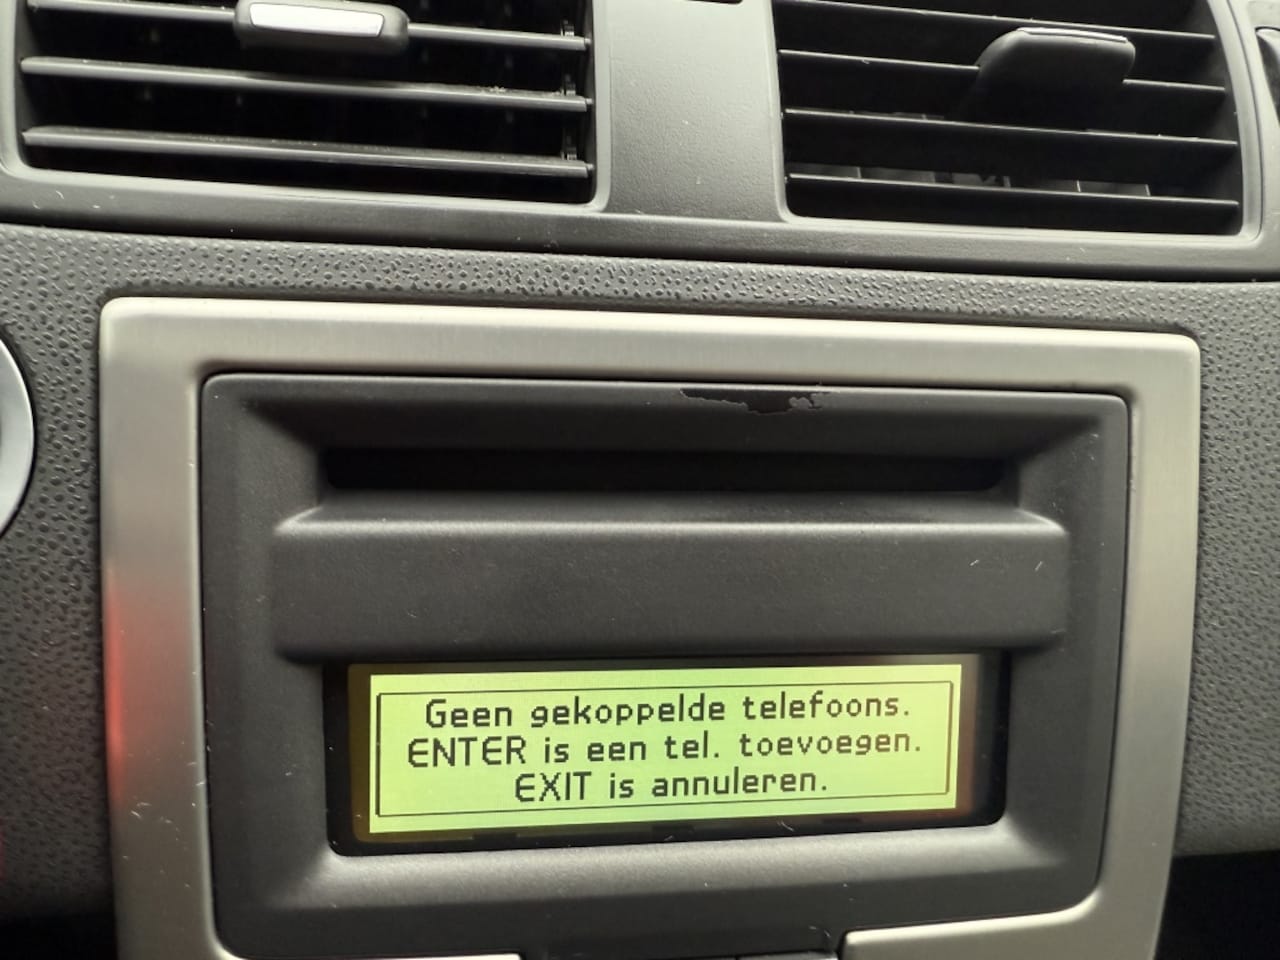 Geen gekoppelde telefoons.
ENTER is een tel. toevoegen.
EXIT is annuleren.